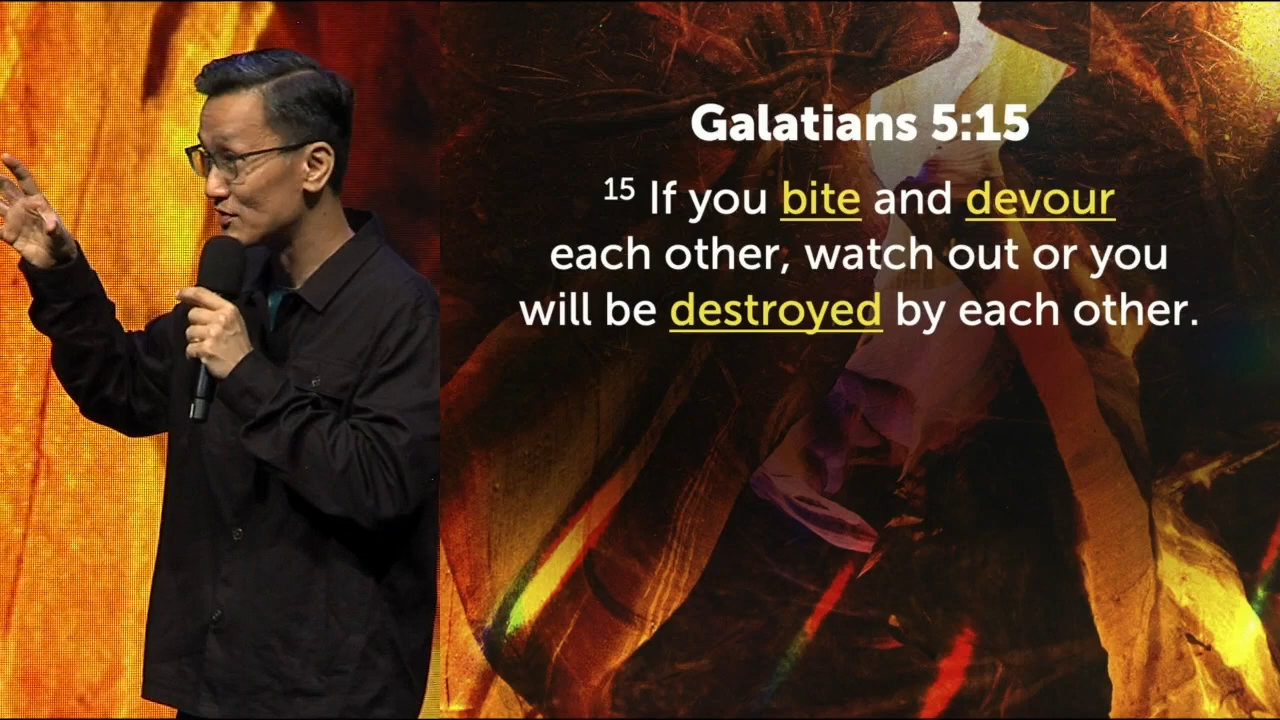 Galatians 5:15
15 If you bite and devour
each other, watch out or you
will be destroyed by each other.